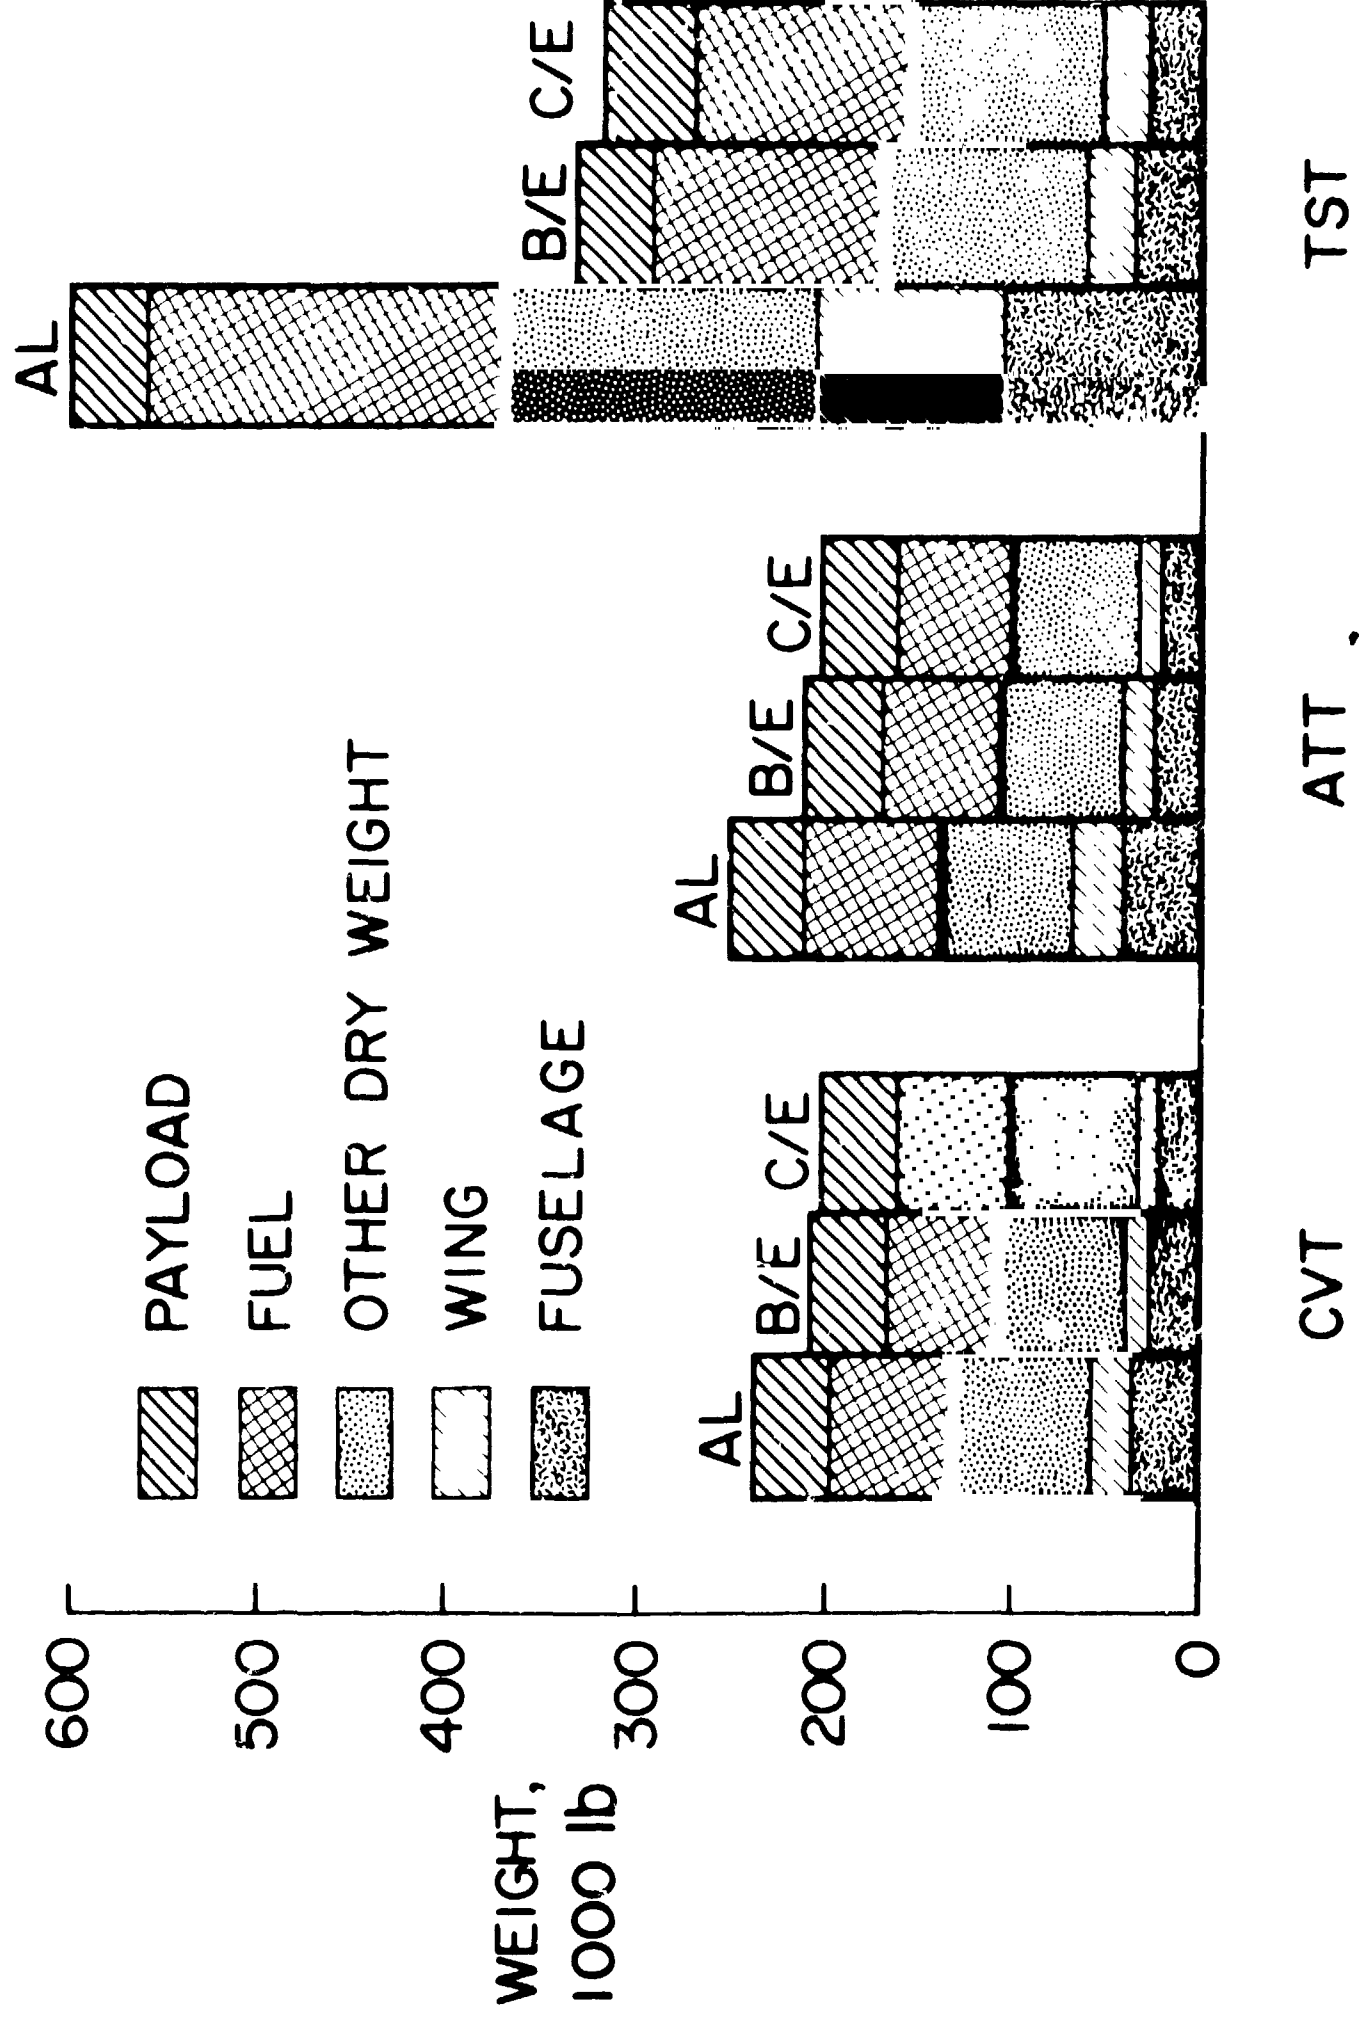 600
500
400
300
200
100
0
WEIGHT,
1000 lb
PAYLOAD
FUEL
OTHER DRY WEIGHT
WING
FUSELAGE
AL
B/E
C/E
CVT
AL
B/E
C/E
ATT
AL
B/E
C/E
TST